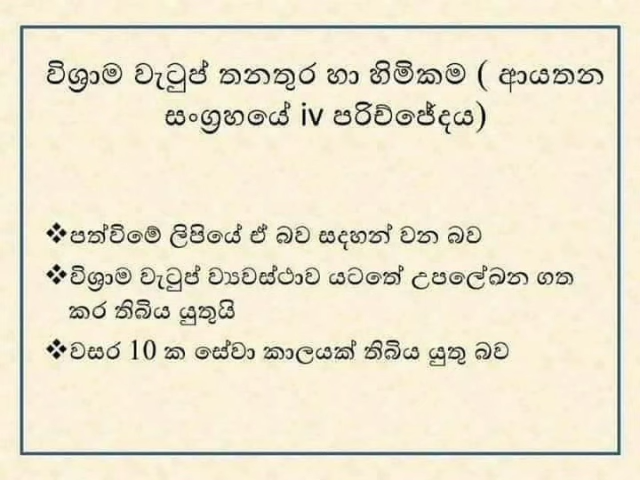 විශ්‍රාම වැටුප් තනතුර හා හිමිකම ( ආයතන
සංග්‍රහයේ iv පරිච්ඡේදය)
❖පත්වීමේ ලිපියේ ඒ බව සදහන් වන බව
❖විශ්‍රාම වැටුප් ව්‍යවස්ථාව යටතේ උපලේඛන ගත
කර තිබිය යුතුයි
❖වසර 10 ක සේවා කාලයක් තිබිය යුතු බව